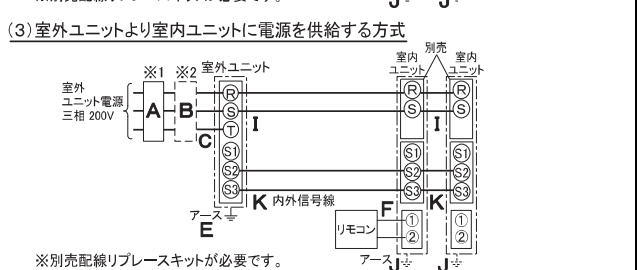 (3)室外ユニットより室内ユニットに電源を供給する方式
別売
※1 ※2 室外ユニット
室内ユニット
室内ユニット
室外
ユニット電源
三相 200V
A
B
C
R
S
T
S1
S2
S3
I
R
S
S1
S2
S3
I
R
S
S1
S2
S3
K 内外信号線
K
アース
E
F
リモコン
①
②
①
②
アース J
J
※別売配線リプレースキットが必要です。